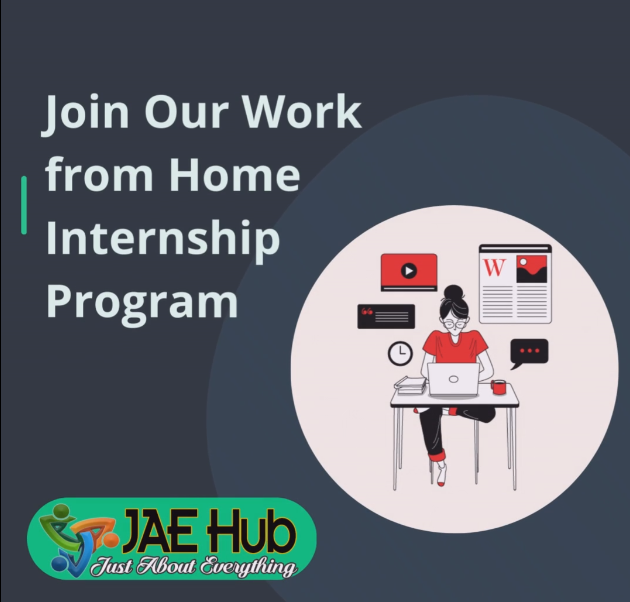 Join Our Work
from Home
Internship
Program
W
JAE Hub
Just About Everything